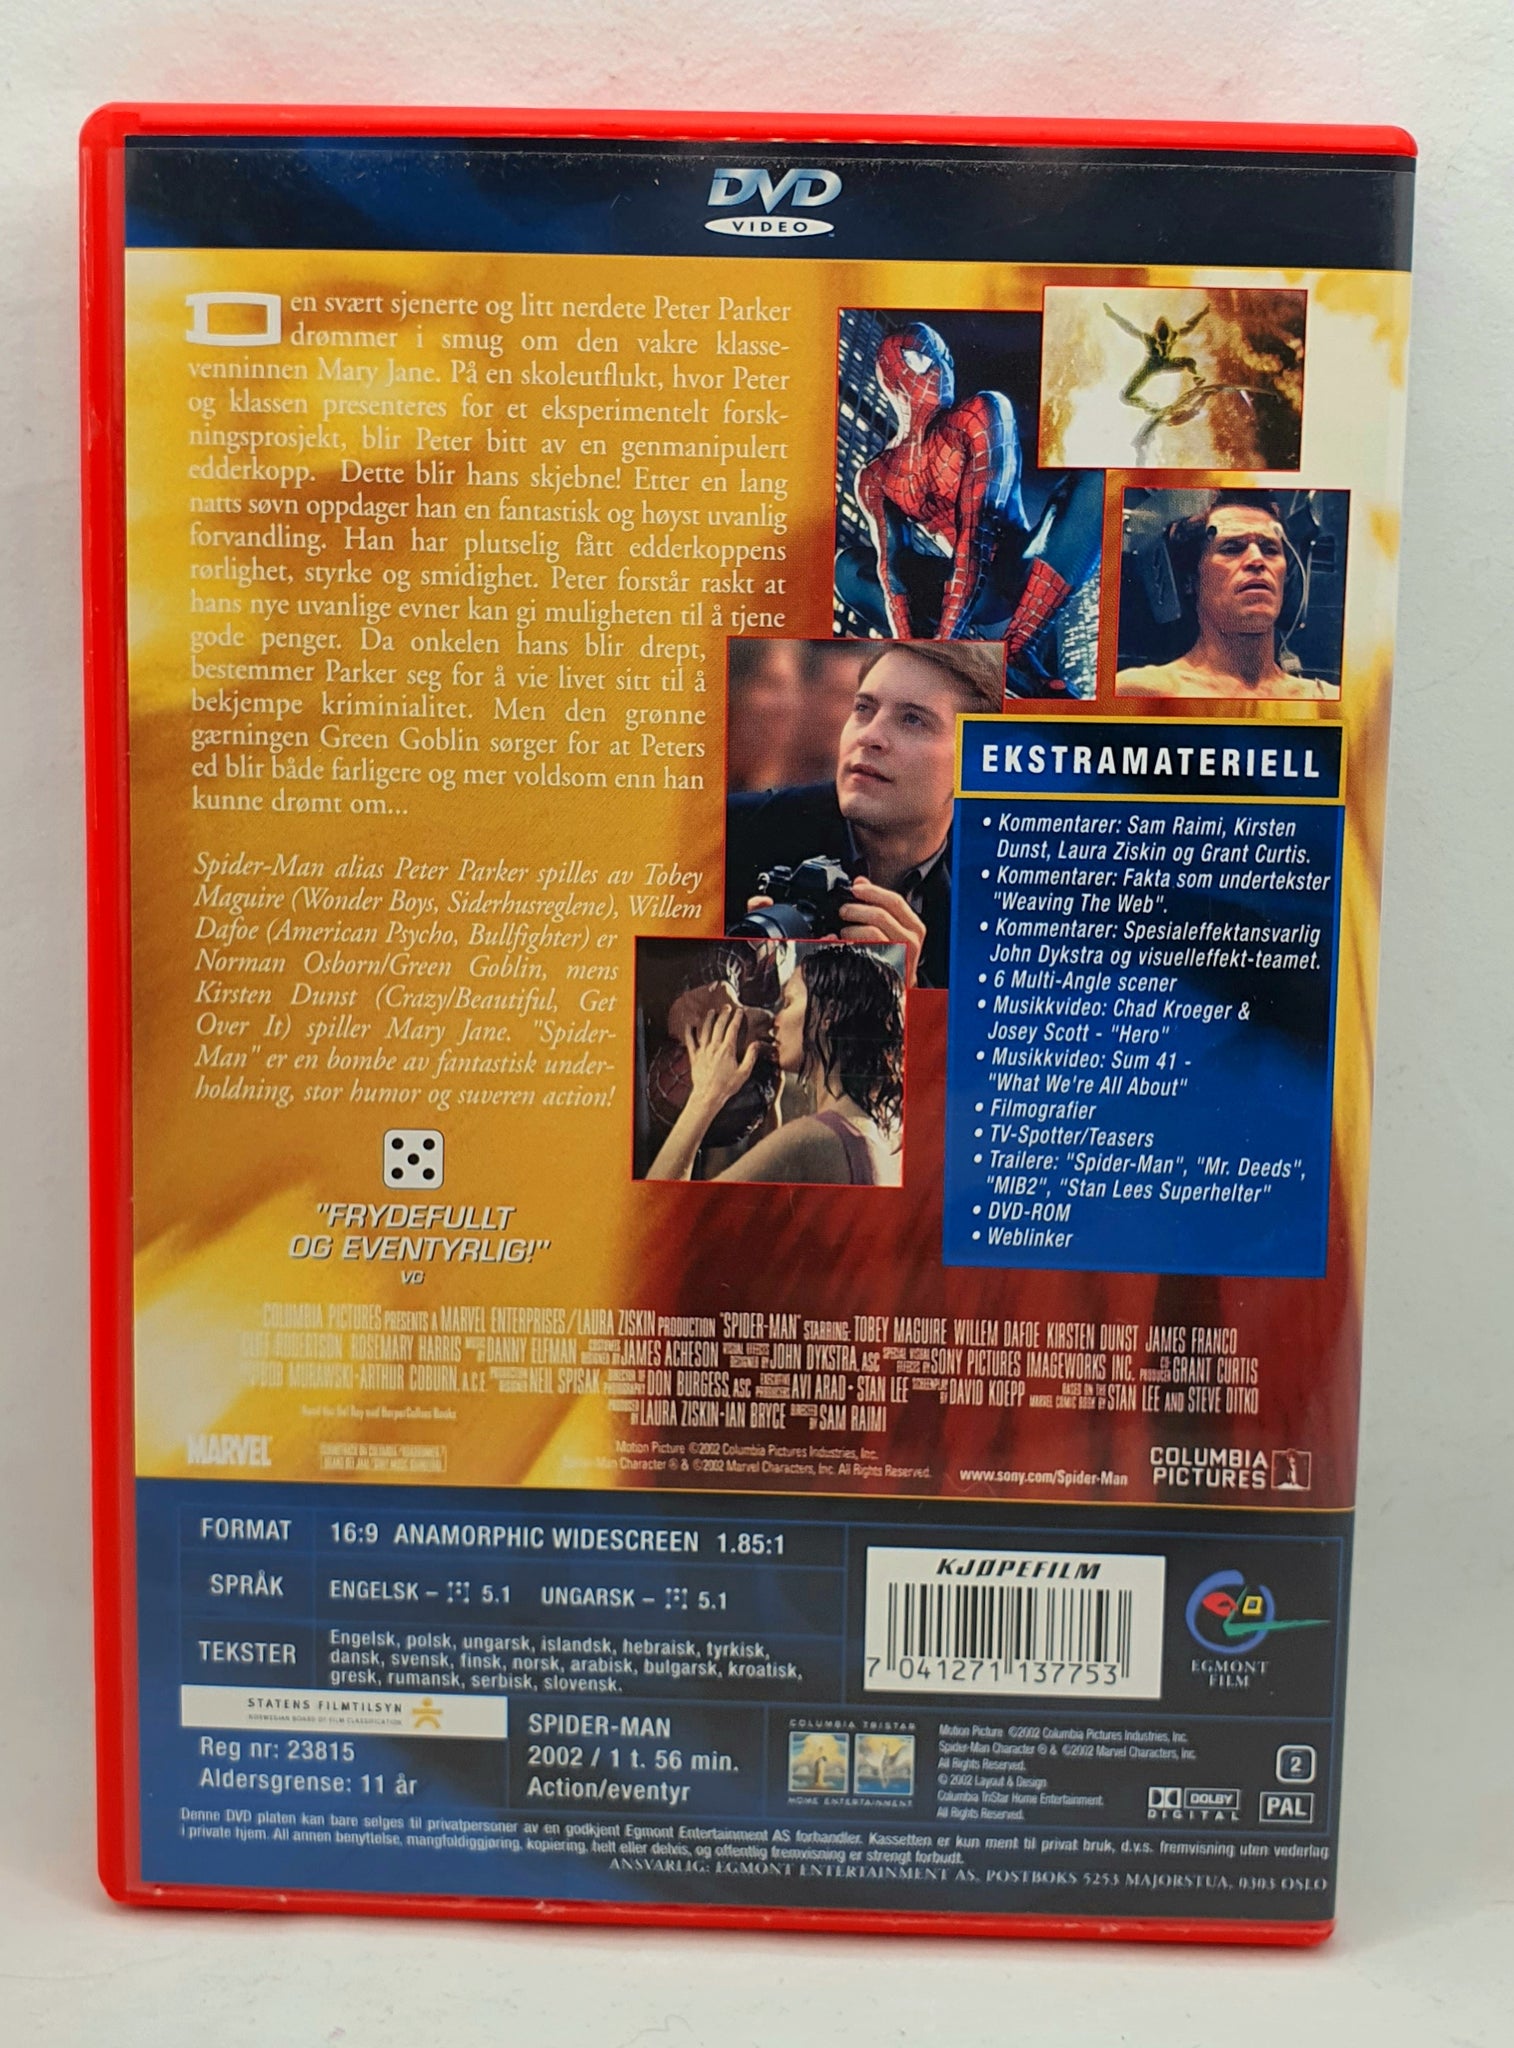 DVD
VIDEO
Den svært sjenerte og litt nerdete Peter Parker
drømmer i smug om den vakre klasse-
venninnen Mary Jane. På en skoleutflukt, hvor Peter
og klassen presenteres for et eksperimentelt forsk-
ningsprosjekt, blir Peter bitt av en genmanipulert
edderkopp. Dette blir hans skjebne! Etter en lang
natts søvn oppdager han en fantastisk og høyst uvanlig
forvandling. Han har plutselig fått edderkoppens
rørlighet, styrke og smidighet. Peter forstår raskt at
hans nye uvanlige evner kan gi muligheten til å tjene
gode penger. Da onkelen hans blir drept,
bestemmer Parker seg for å vie livet sitt til å
bekjempe kriminialitet. Men den grønne
gærningen Green Goblin sørger for at Peters
ed blir både farligere og mer voldsom enn han
kunne drømt om...
Spider-Man alias Peter Parker spilles av Tobey
Maguire (Wonder Boys, Siderhusreglene), Willem
Dafoe (American Psycho, Bullfighter) er
Norman Osborn/Green Goblin, mens
Kirsten Dunst (Crazy/Beautiful, Get
Over It) spiller Mary Jane. "Spider-
Man" er en bombe av fantastisk under-
holdning, stor humor og suveren action!
"FRYDEFULLT
OG EVENTYRLIG!"
VG
EKSTRAMATERIELL
• Kommentarer: Sam Raimi, Kirsten
Dunst, Laura Ziskin og Grant Curtis.
• Kommentarer: Fakta som undertekster
"Weaving The Web".
• Kommentarer: Spesialeffektansvarlig
John Dykstra og visuelleffekt-teamet.
• 6 Multi-Angle scener
• Musikkvideo: Chad Kroeger &
Josey Scott - "Hero"
• Musikkvideo: Sum 41 -
"What We're All About"
• Filmografier
• TV-Spotter/Teasers
• Trailere: "Spider-Man", "Mr. Deeds",
"MIB2", "Stan Lees Superhelter"
• DVD-ROM
• Weblinker
COLUMBIA PICTURES PRESENTS A MARVEL ENTERPRISES/LAURA ZISKIN PRODUCTION "SPIDER-MAN" STARRING TOBEY MAGUIRE WILLEM DAFOE KIRSTEN DUNST JAMES FRANCO
CLIFF ROBERTSON ROSEMARY HARRIS MUSIC BY DANNY ELFMAN COSTUMES DESIGNED BY JAMES ACHESON VISUAL EFFECTS DESIGNED BY JOHN DYKSTRA, ASC SPECIAL VISUAL EFFECTS BY SONY PICTURES IMAGEWORKS INC. CO-PRODUCER GRANT CURTIS
BOB MURAWSKI-ARTHUR COBURN, A.C.E. PRODUCTION DESIGNER NEIL SPISAK DIRECTOR OF PHOTOGRAPHY DON BURGESS, ASC EXECUTIVE PRODUCERS AVI ARAD - STAN LEE SCREENPLAY BY DAVID KOEPP BASED ON THE MARVEL COMIC BOOK BY STAN LEE AND STEVE DITKO
PRODUCED BY LAURA ZISKIN-IAN BRYCE DIRECTED BY SAM RAIMI
MARVEL
Motion Picture ©2002 Columbia Pictures Industries, Inc.
Spider-Man Character ® & ©2002 Marvel Characters, Inc. All Rights Reserved.
www.sony.com/Spider-Man
COLUMBIA
PICTURES
FORMAT 16:9 ANAMORPHIC WIDESCREEN 1.85:1
SPRÅK ENGELSK – 5.1 UNGARSK – 5.1
TEKSTER Engelsk, polsk, ungarsk, islandsk, hebraisk, tyrkisk,
dansk, svensk, finsk, norsk, arabisk, bulgarsk, kroatisk,
gresk, rumansk, serbisk, slovensk.
KJØPEFILM
7 041271 137753
EGMONT
FILM
STATENS FILMTILSYN
NORWEGIAN BOARD OF FILM CLASSIFICATION
Reg nr: 23815
Aldersgrense: 11 år
SPIDER-MAN
2002 / 1 t. 56 min.
Action/eventyr
COLUMBIA TRISTAR
HOME ENTERTAINMENT
Motion Picture ©2002 Columbia Pictures Industries, Inc.
Spider-Man Character ® & ©2002 Marvel Characters, Inc.
All Rights Reserved.
© 2002 Layout & Design
Columbia TriStar Home Entertainment.
All Rights Reserved.
2
DOLBY
DIGITAL
PAL
Denne DVD platen kan bare selges til privatpersoner av en godkjent Egmont Entertainment AS forhandler. Kassetten er kun ment til privat bruk, d.v.s. fremvisning uten vederlag
i private hjem. All annen benyttelse, mangfoldiggjøring, kopiering, helt eller delvis, og offentlig fremvisning er strengt forbudt.
ANSVARLIG: EGMONT ENTERTAINMENT AS, POSTBOKS 5253 MAJORSTUA, 0303 OSLO